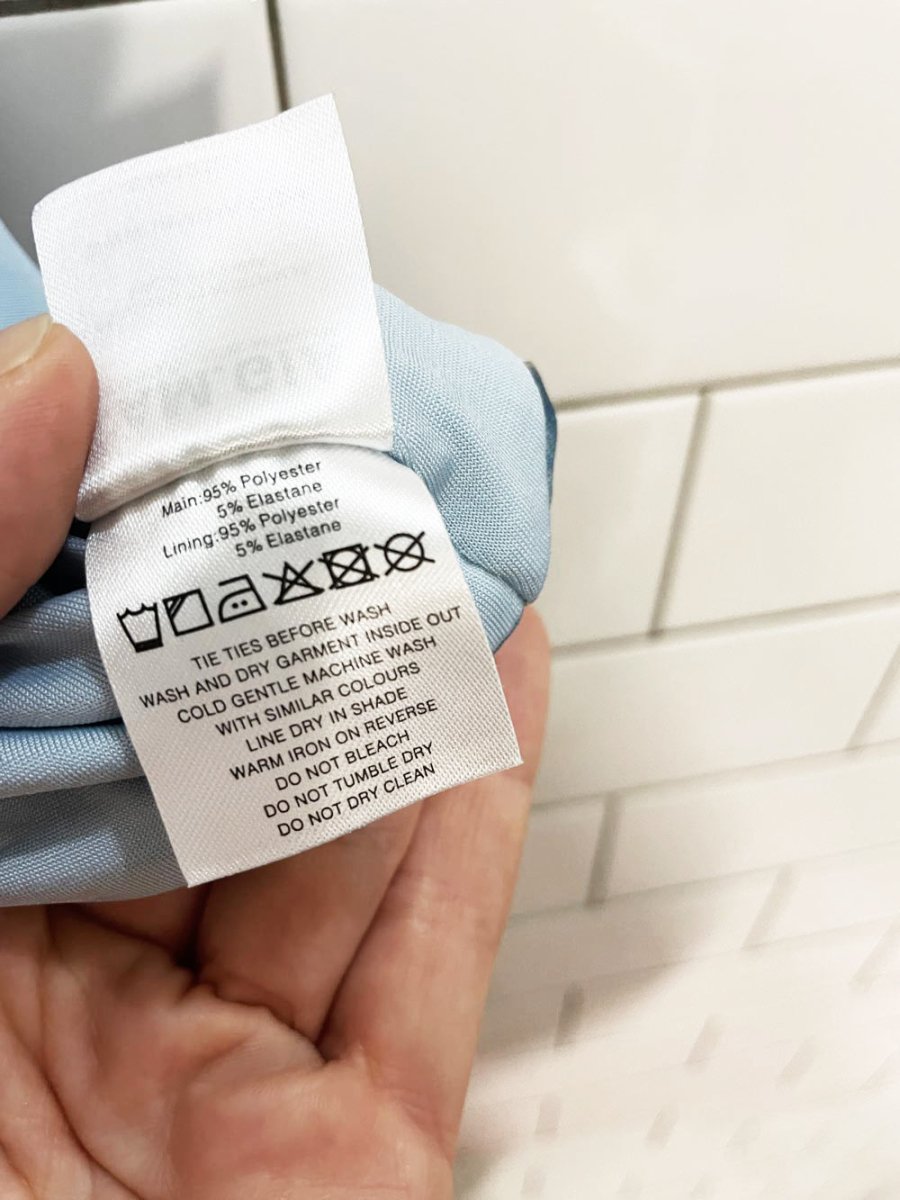 Main:95% Polyester
5% Elastane
Lining:95% Polyester
5% Elastane
TIE TIES BEFORE WASH
WASH AND DRY GARMENT INSIDE OUT
COLD GENTLE MACHINE WASH
WITH SIMILAR COLOURS
LINE DRY IN SHADE
WARM IRON ON REVERSE
DO NOT BLEACH
DO NOT TUMBLE DRY
DO NOT DRY CLEAN